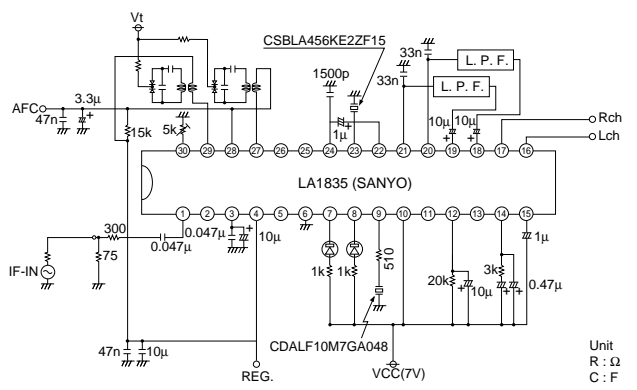 Vt
CSBLA456KE2ZF15
33n
L. P. F.
1500p
33n
L. P. F.
AFC
3.3μ
47n
15k
5k
1μ
10μ
10μ
Rch
Lch
30 29 28 27 26 25 24 23 22 21 20 19 18 17 16
LA1835 (SANYO)
1 2 3 4 5 6 7 8 9 10 11 12 13 14 15
300
0.047μ
0.047μ
10μ
75
IF-IN
1k
1k
510
20k
10μ
3k
0.47μ
1μ
CDALF10M7GA048
47n
10μ
REG.
VCC(7V)
Unit
R : Ω
C : F